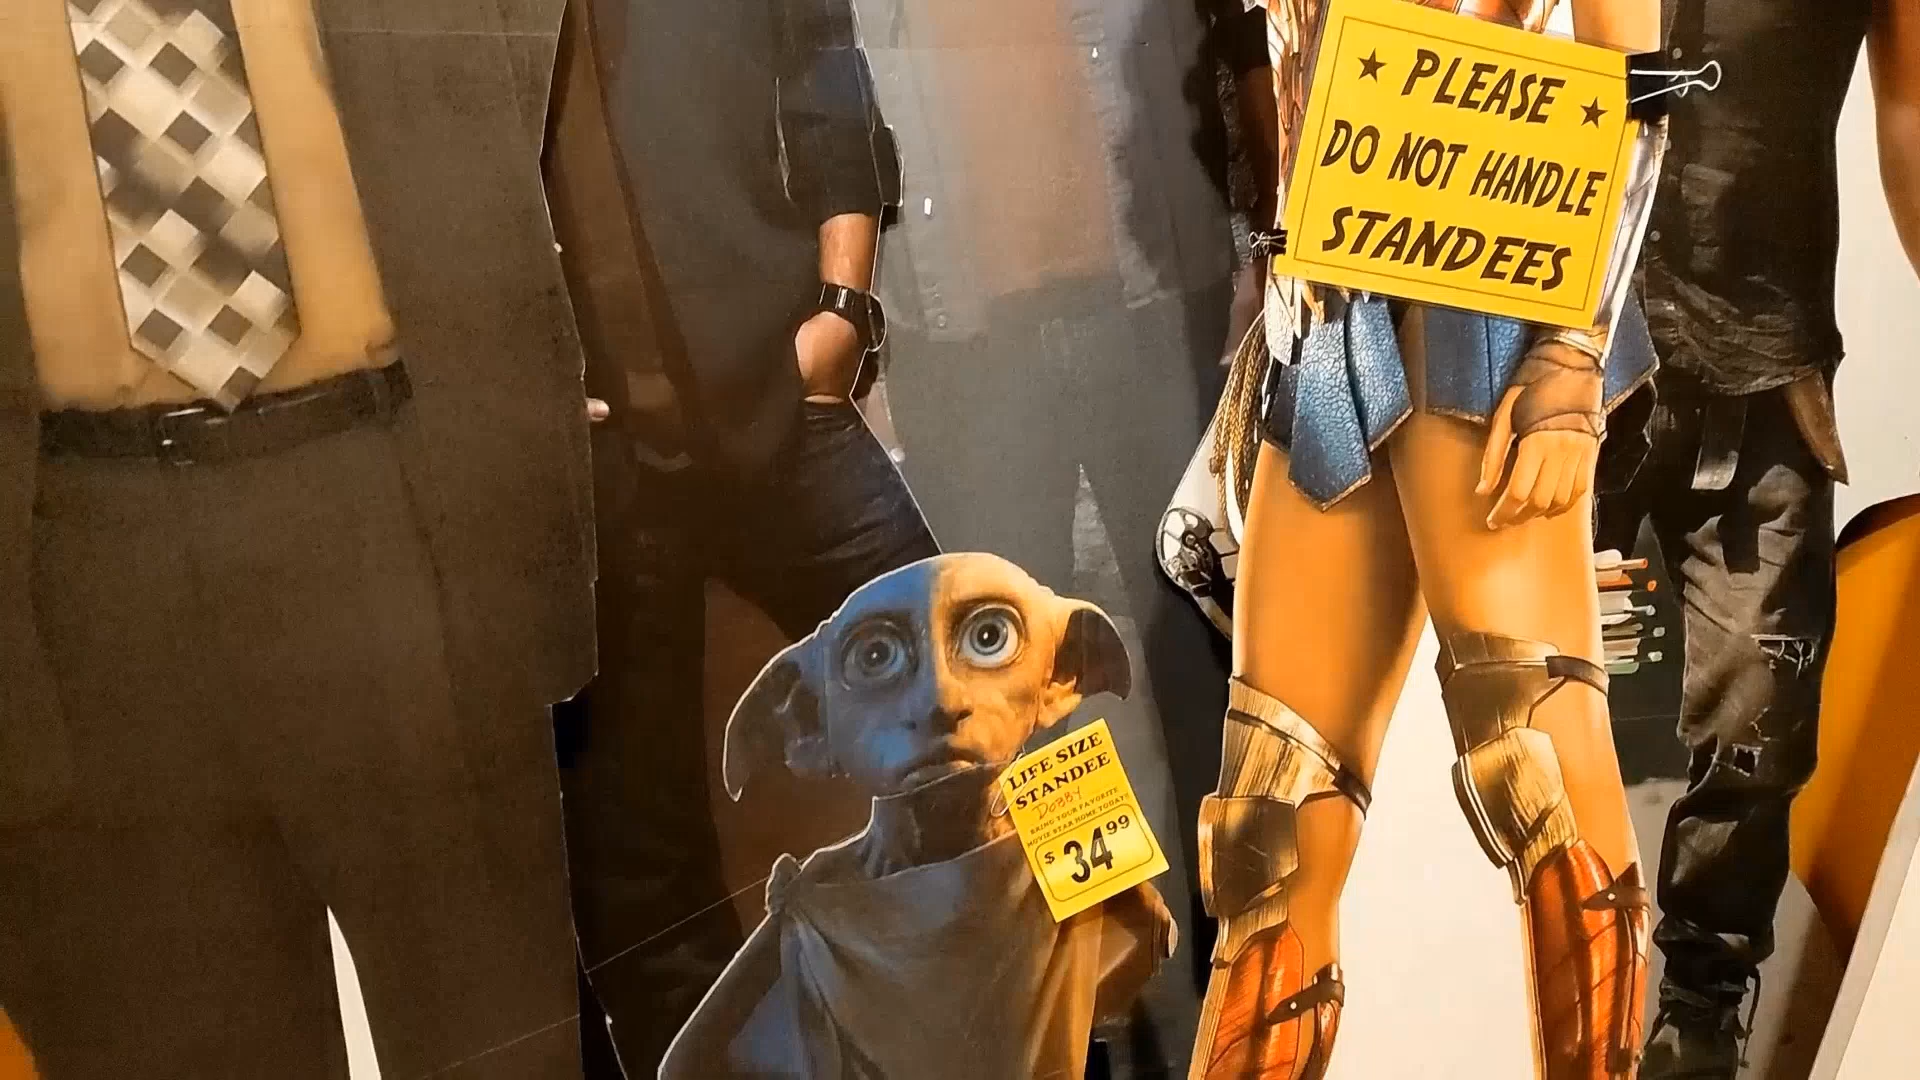 ★ PLEASE ★
DO NOT HANDLE
STANDEES
LIFE SIZE
STANDEE
DOBBY
BRING YOUR FAVORITE
MOVIE STAR HOME TODAY!!
$34.99